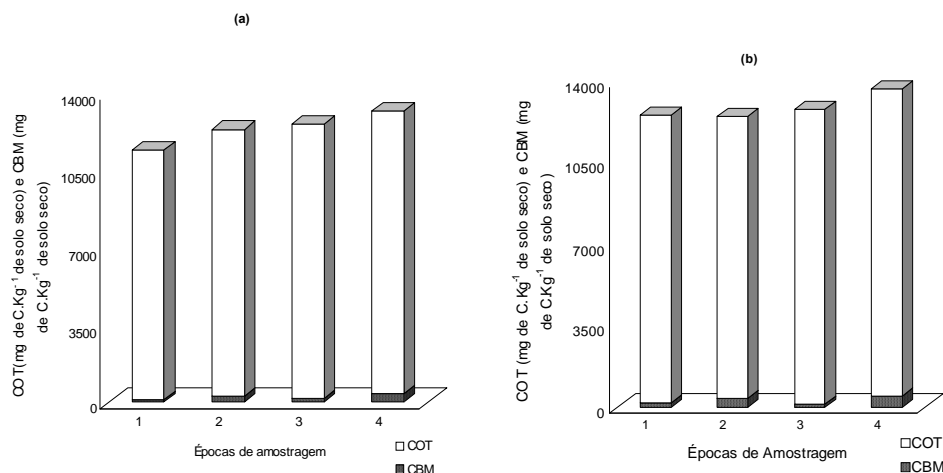 (a)
COT(mg de C.Kg⁻¹ de solo seco) e CBM (mg
de C.Kg⁻¹ de solo seco)
14000
10500
7000
3500
0
1 2 3 4
Épocas de amostragem
COT
CBM
(b)
COT (mg de C.Kg⁻¹ de solo seco) e CBM (mg
de C.Kg⁻¹ de solo seco)
14000
10500
7000
3500
0
1 2 3 4
Épocas de Amostragem
COT
CBM